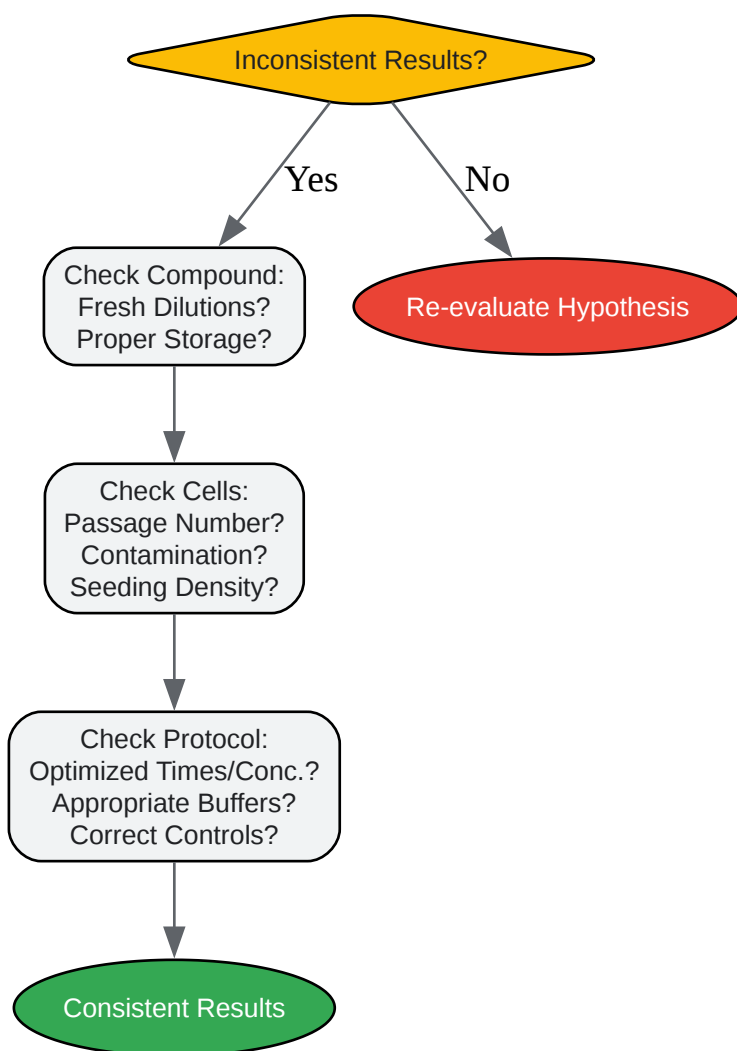 Inconsistent Results?
Yes
No
Check Compound:
Fresh Dilutions?
Proper Storage?
Re-evaluate Hypothesis
Check Cells:
Passage Number?
Contamination?
Seeding Density?
Check Protocol:
Optimized Times/Conc.?
Appropriate Buffers?
Correct Controls?
Consistent Results